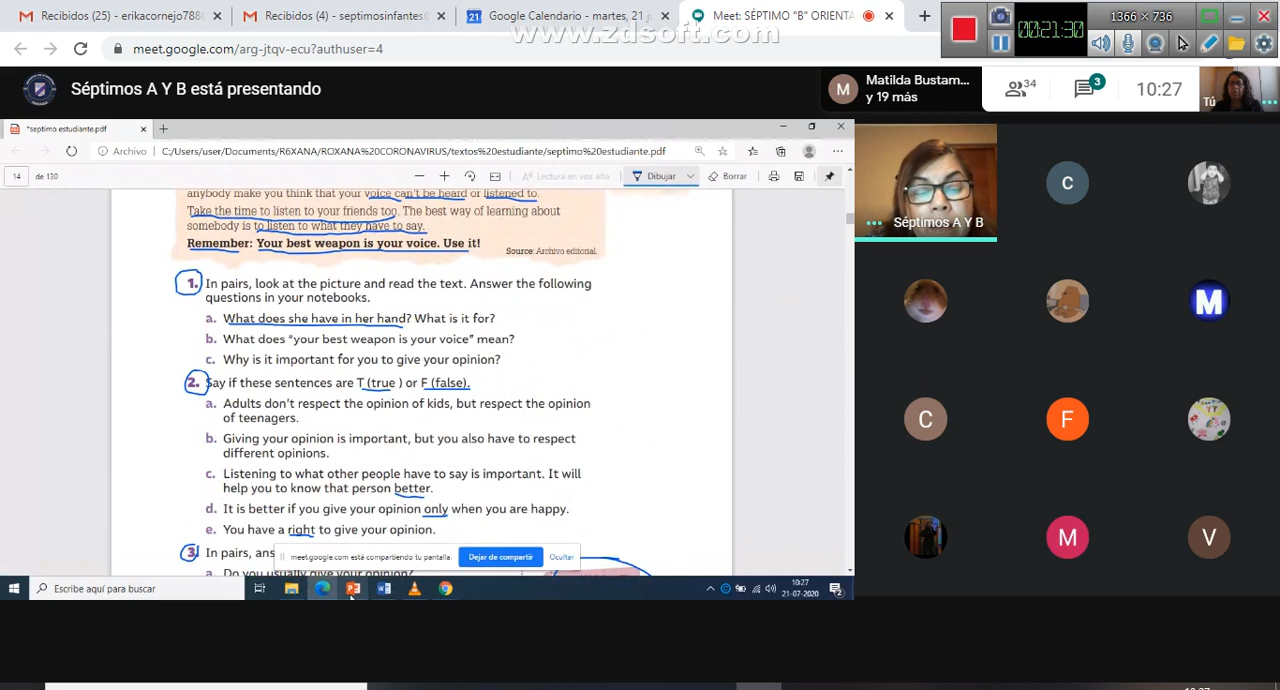 Recibidos (25) - erikacornejo788
Recibidos (4) - septimosinfantes
Google Calendario - martes, 21 ju
Meet: SÉPTIMO "B" ORIENTA
1366 × 736
00:21:30
www.zdsoft.com
meet.google.com/arg-jtqv-ecu?authuser=4
Séptimos A Y B está presentando
M
Matilda Bustam...
y 19 más
34
3
10:27
Tú
*septimo estudiante.pdf
Archivo
C:/Users/user/Documents/R6XANA/ROXANA%20CORONAVIRUS/textos%20estudiante/septimo%20estudiante.pdf
14 de 130
Lectura en voz alta
Dibujar
Borrar
anybody make you think that your voice can't be heard or listened to.
Take the time to listen to your friends too. The best way of learning about
somebody is to listen to what they have to say.
Remember: Your best weapon is your voice. Use it!
Source: Archivo editorial.
1. In pairs, look at the picture and read the text. Answer the following
questions in your notebooks.
a. What does she have in her hand? What is it for?
b. What does "your best weapon is your voice" mean?
c. Why is it important for you to give your opinion?
2. Say if these sentences are T (true ) or F (false).
a. Adults don't respect the opinion of kids, but respect the opinion
of teenagers.
b. Giving your opinion is important, but you also have to respect
different opinions.
c. Listening to what other people have to say is important. It will
help you to know that person better.
d. It is better if you give your opinion only when you are happy.
e. You have a right to give your opinion.
3. In pairs, ans
a. Do you usually give your opinion?
meet.google.com está compartiendo tu pantalla.
Dejar de compartir
Ocultar
Escribe aquí para buscar
10:27
21-07-2020
Séptimos A Y B
C
M
C
F
M
V